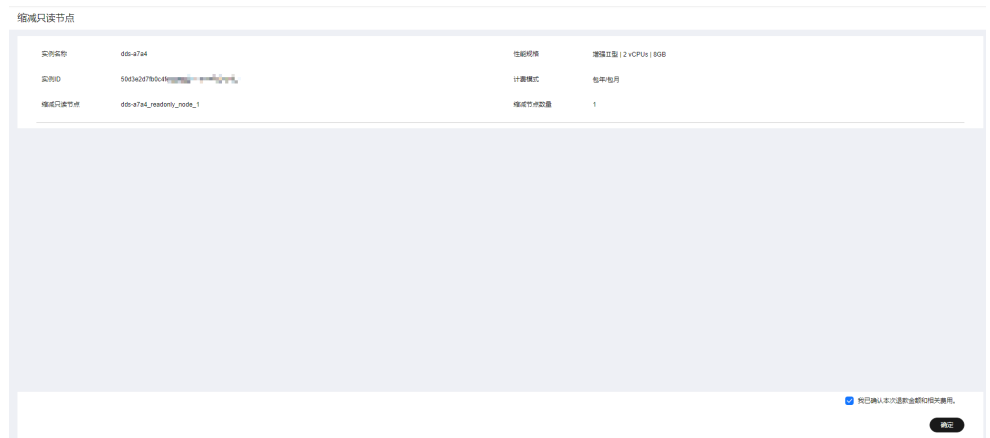 缩减只读节点
实例名称 dds-a7a4 性能规格 增强II型 | 2 vCPUs | 8GB
实例ID 50d3e2d7fb0c4fe 计费模式 包年/包月
缩减只读节点 dds-a7a4_readonly_node_1 缩减节点数量 1
我已确认本次退款金额和相关费用。
确定